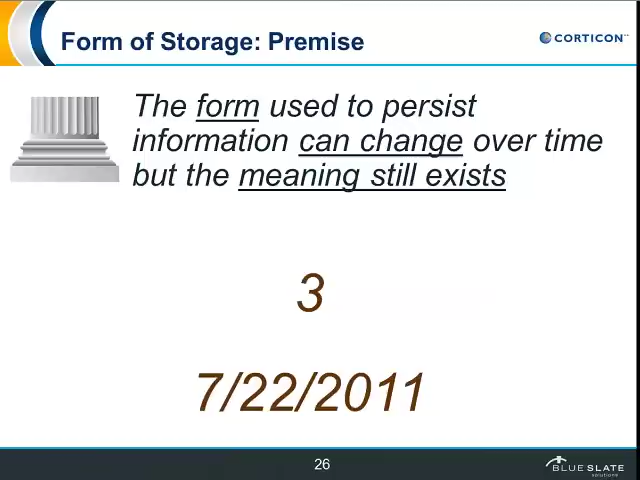 Form of Storage: Premise
CORTICON
The form used to persist
information can change over time
but the meaning still exists
3
7/22/2011
26
BLUE SLATE
solutions